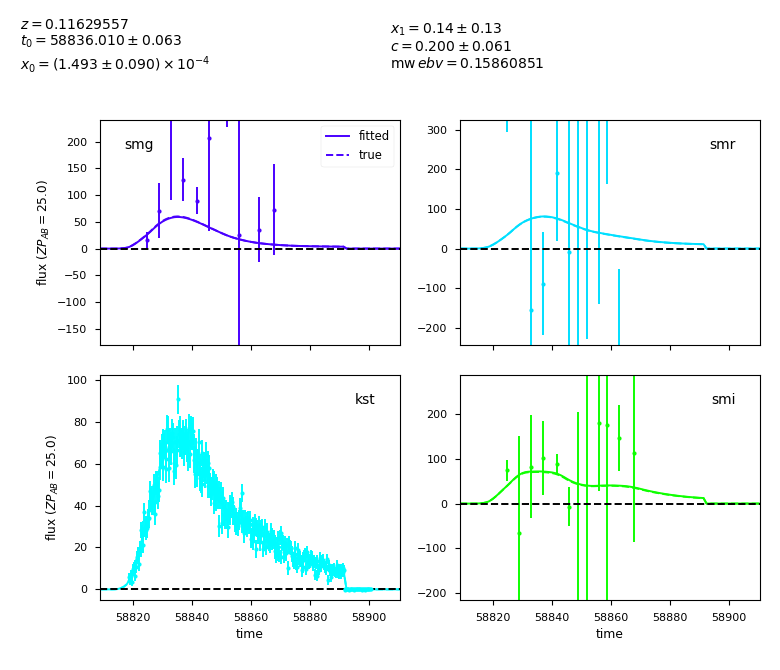 z = 0.11629557
t₀ = 58836.010 ± 0.063
x₀ = (1.493 ± 0.090) × 10⁻⁴
x₁ = 0.14 ± 0.13
c = 0.200 ± 0.061
mw ebv = 0.15860851
smg
fitted
true
flux (ZP_AB = 25.0)
200
150
100
50
0
−50
−100
−150
smr
300
200
100
0
−100
−200
kst
flux (ZP_AB = 25.0)
100
80
60
40
20
0
58820 58840 58860 58880 58900
time
smi
200
100
0
−100
−200
58820 58840 58860 58880 58900
time